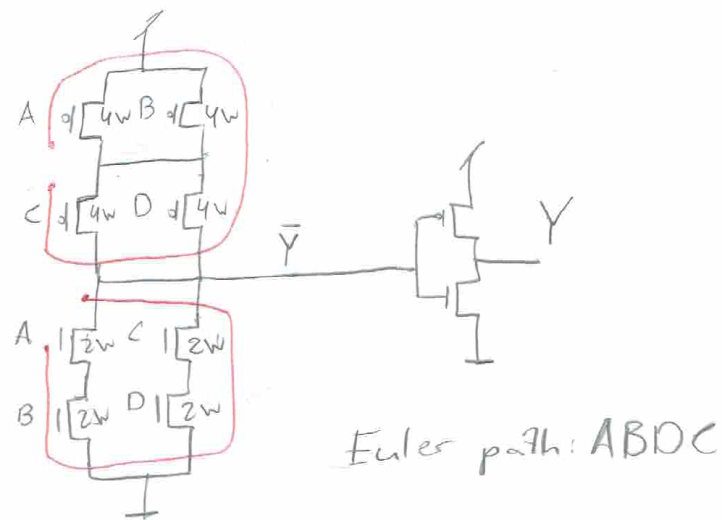 A 4W B 4W
C 4W D 4W
Ȳ
Y
A 2W C 2W
B 2W D 2W
Euler path: ABDC